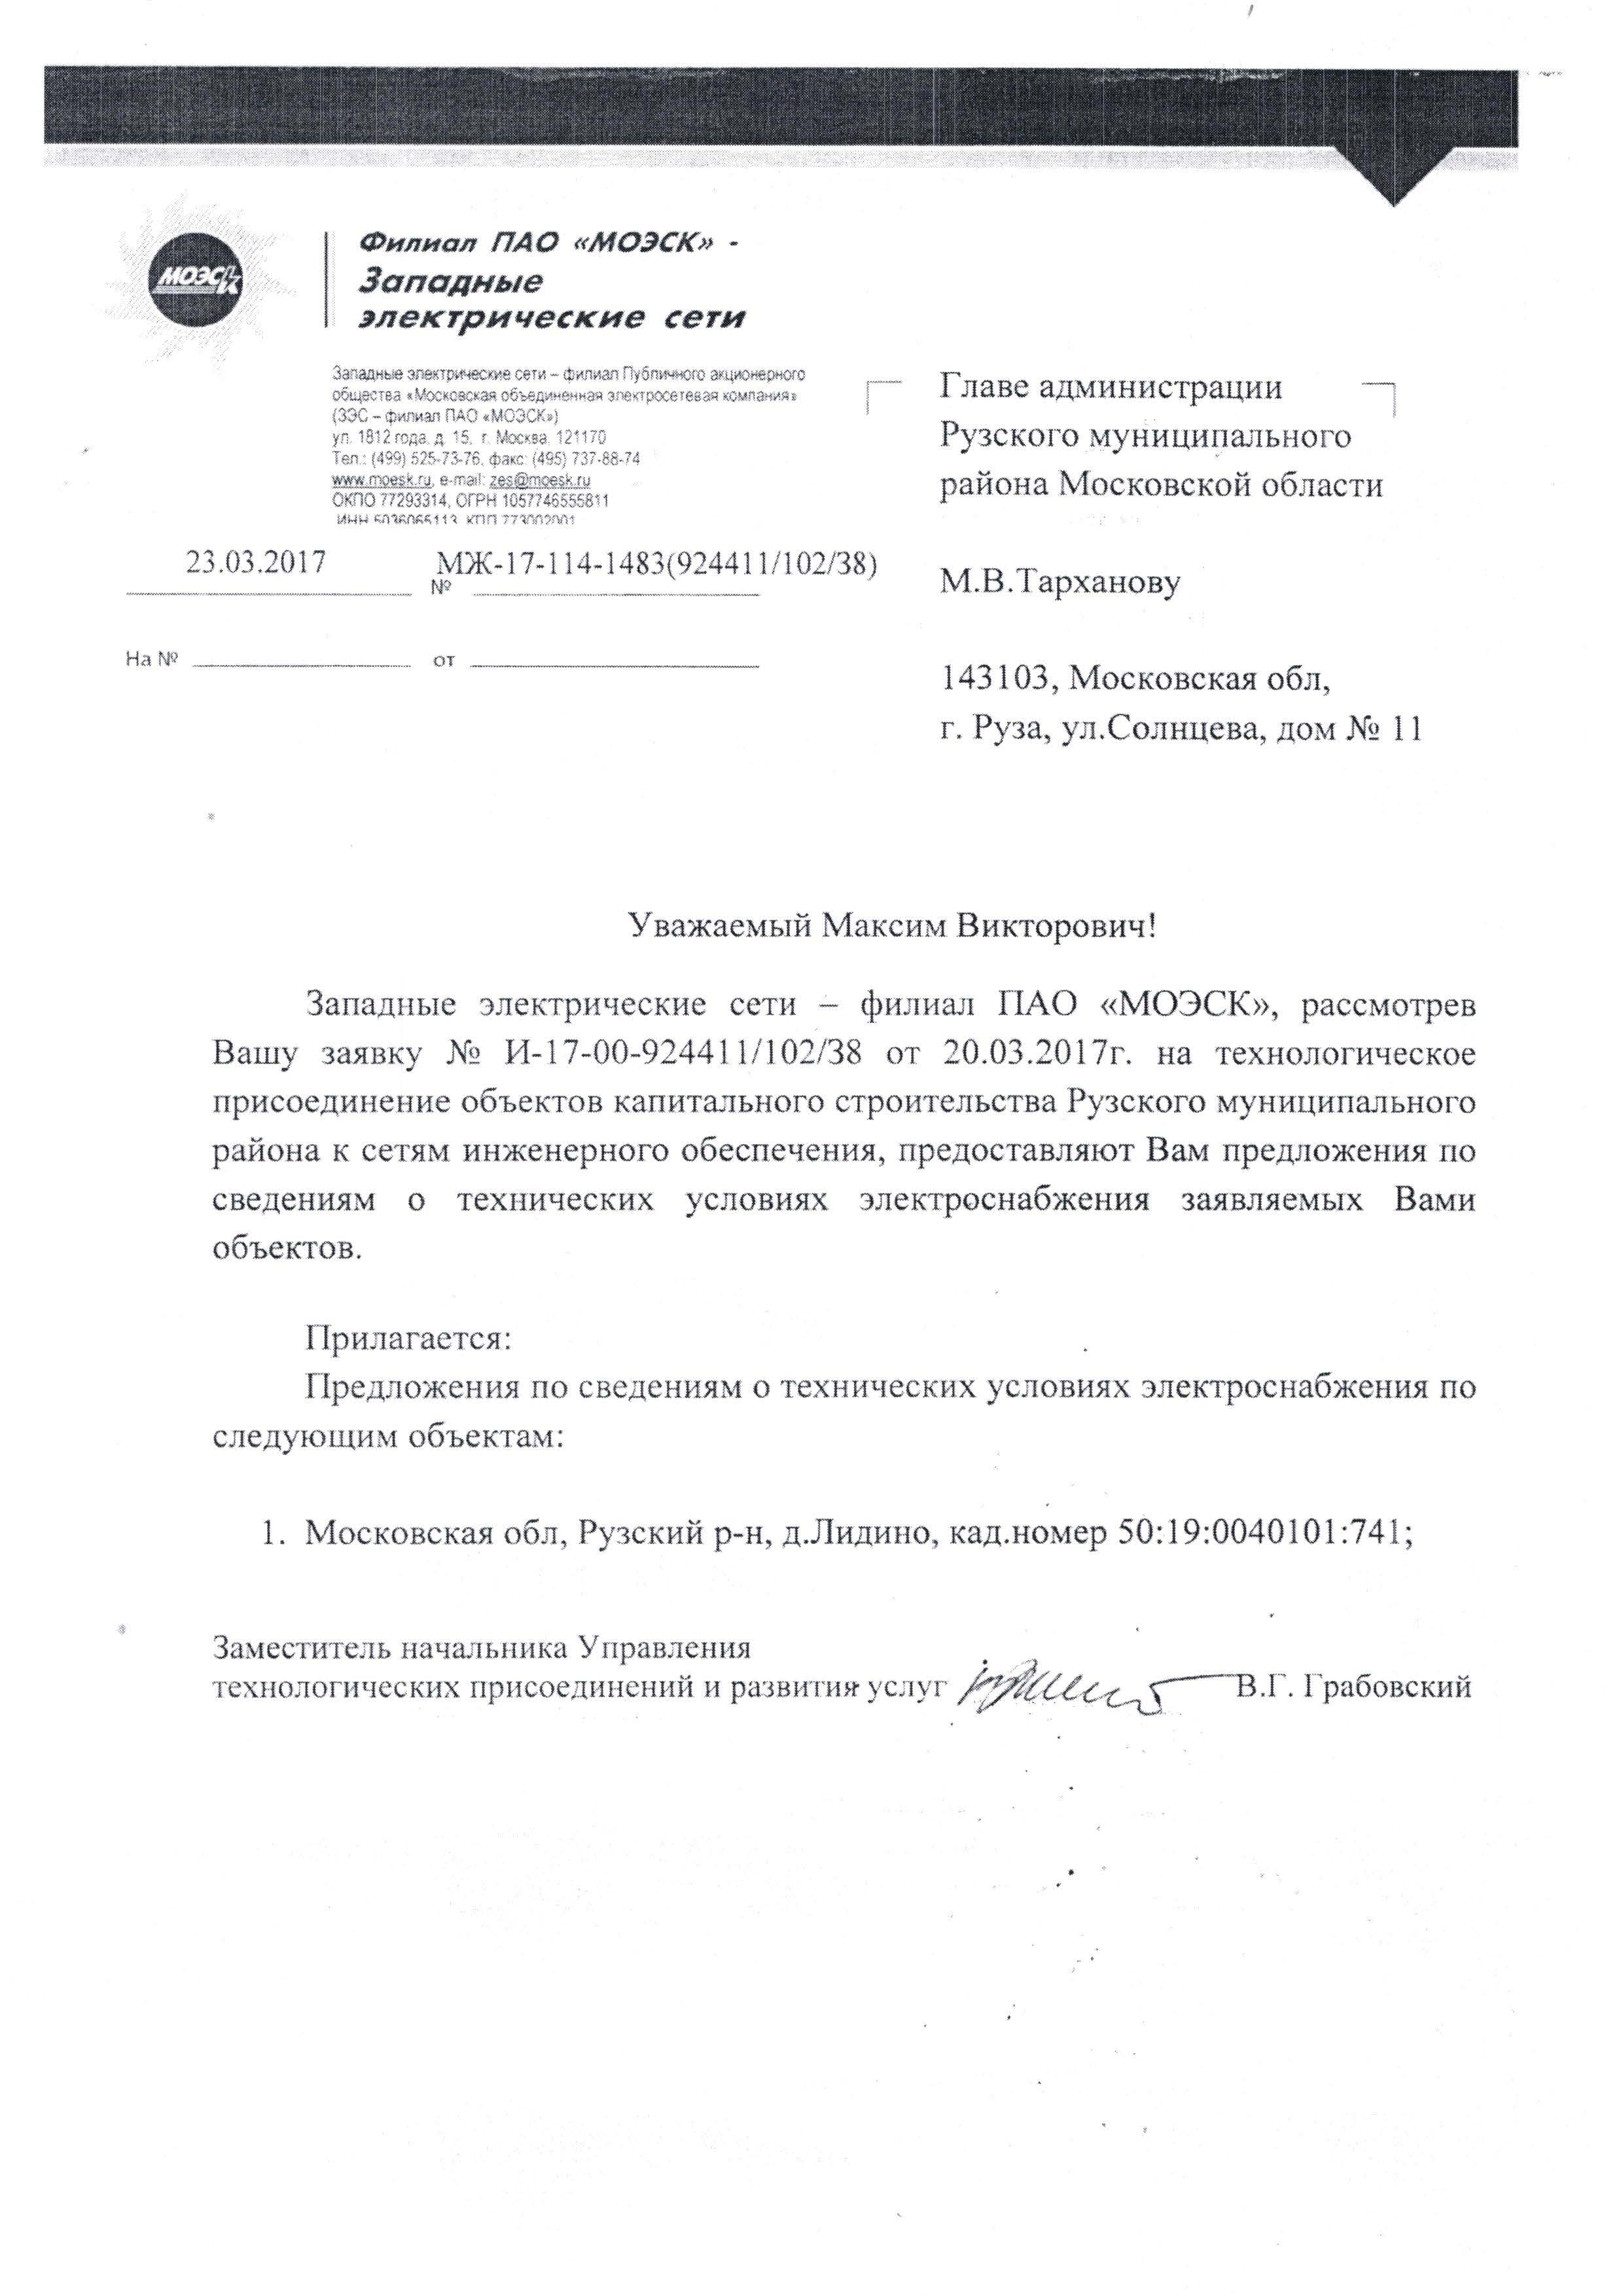 МОЭСК
Филиал ПАО «МОЭСК» -
Западные
электрические сети
Западные электрические сети – филиал Публичного акционерного
общества «Московская объединенная электросетевая компания»
(ЗЭС – филиал ПАО «МОЭСК»)
ул. 1812 года, д. 15, г. Москва, 121170
Тел.: (499) 525-73-76, факс: (495) 737-88-74
www.moesk.ru, e-mail: zes@moesk.ru
ОКПО 77293314, ОГРН 1057746555811
ИНН 5036065113, КПП 773002001
23.03.2017 МЖ-17-114-1483(924411/102/38)
№
На № от
Главе администрации
Рузского муниципального
района Московской области
М.В.Тарханову
143103, Московская обл,
г. Руза, ул.Солнцева, дом № 11
Уважаемый Максим Викторович!
Западные электрические сети – филиал ПАО «МОЭСК», рассмотрев
Вашу заявку № И-17-00-924411/102/38 от 20.03.2017г. на технологическое
присоединение объектов капитального строительства Рузского муниципального
района к сетям инженерного обеспечения, предоставляют Вам предложения по
сведениям о технических условиях электроснабжения заявляемых Вами
объектов.
Прилагается:
Предложения по сведениям о технических условиях электроснабжения по
следующим объектам:
1. Московская обл, Рузский р-н, д.Лидино, кад.номер 50:19:0040101:741;
Заместитель начальника Управления
технологических присоединений и развития услуг В.Г. Грабовский